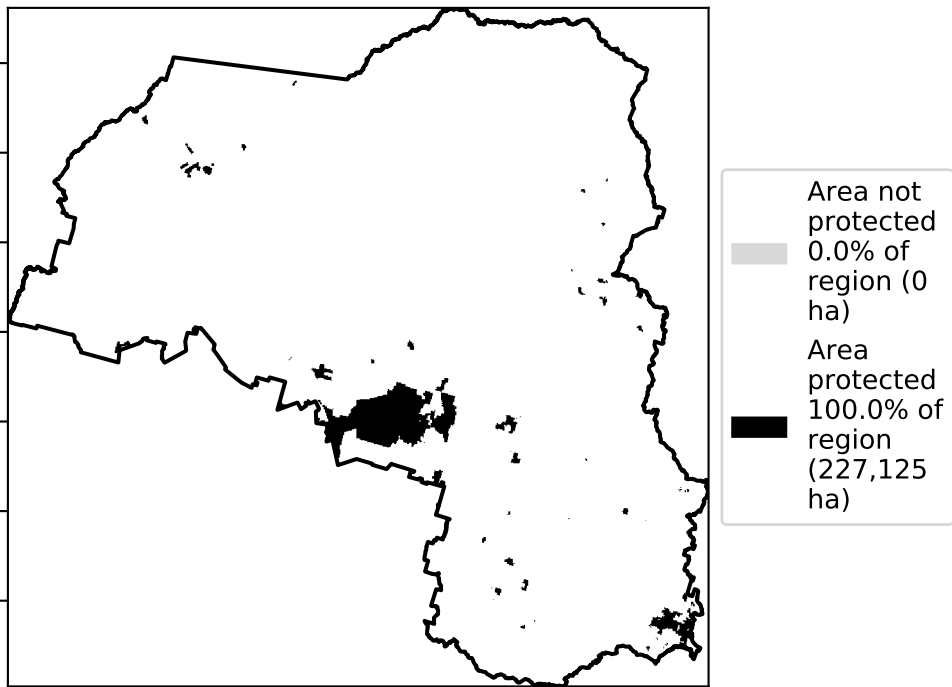 Area not
protected
0.0% of
region (0
ha)
Area
protected
100.0% of
region
(227,125
ha)